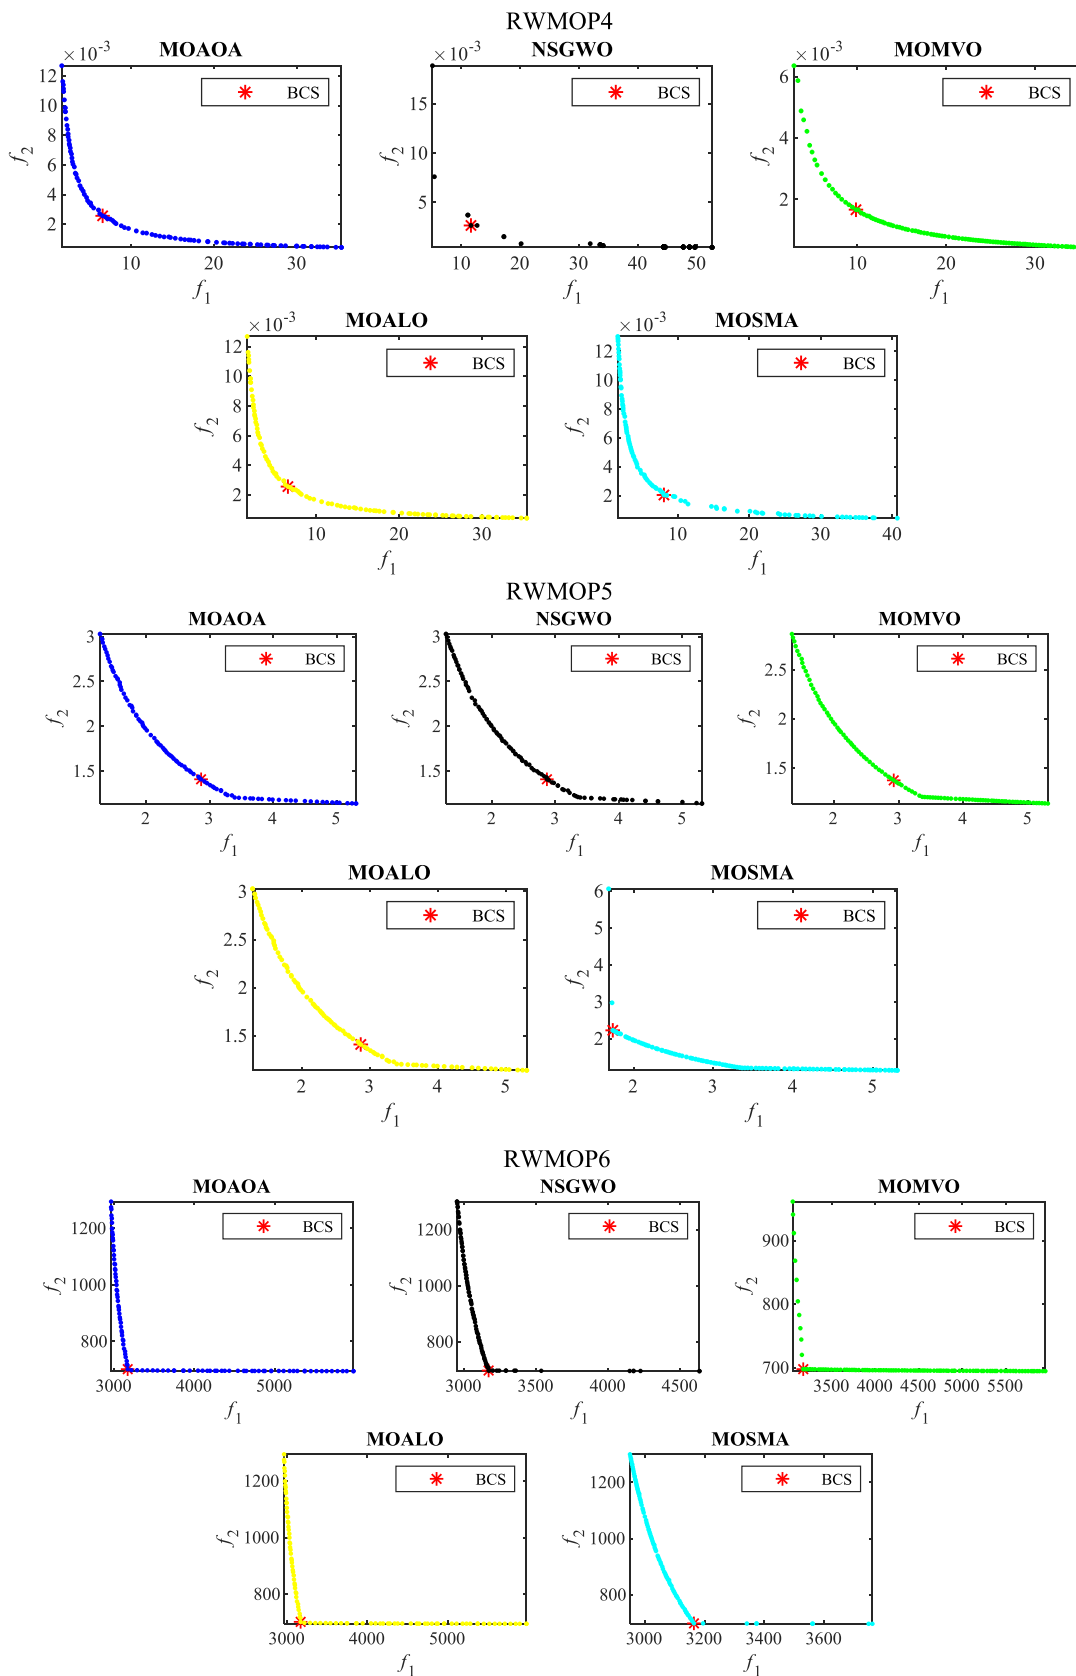 RWMOP4
MOAOA
NSGWO
MOMVO
×10⁻³
×10⁻³
×10⁻³
BCS
BCS
BCS
12
10
8
6
4
2
f₂
10 20 30
f₁
15
10
5
f₂
10 20 30 40 50
f₁
6
4
2
f₂
10 20 30
f₁
MOALO
MOSMA
×10⁻³
×10⁻³
BCS
BCS
12
10
8
6
4
2
f₂
10 20 30
f₁
12
10
8
6
4
2
f₂
10 20 30 40
f₁
RWMOP5
MOAOA
NSGWO
MOMVO
BCS
BCS
BCS
3
2.5
2
1.5
f₂
2 3 4 5
f₁
3
2.5
2
1.5
f₂
2 3 4 5
f₁
2.5
2
1.5
f₂
2 3 4 5
f₁
MOALO
MOSMA
BCS
BCS
3
2.5
2
1.5
f₂
2 3 4 5
f₁
6
5
4
3
2
f₂
2 3 4 5
f₁
RWMOP6
MOAOA
NSGWO
MOMVO
BCS
BCS
BCS
1200
1000
800
f₂
3000 4000 5000
f₁
1200
1000
800
f₂
3000 3500 4000 4500
f₁
900
800
700
f₂
3500 4000 4500 5000 5500
f₁
MOALO
MOSMA
BCS
BCS
1200
1000
800
f₂
3000 4000 5000
f₁
1200
1000
800
f₂
3000 3200 3400 3600
f₁